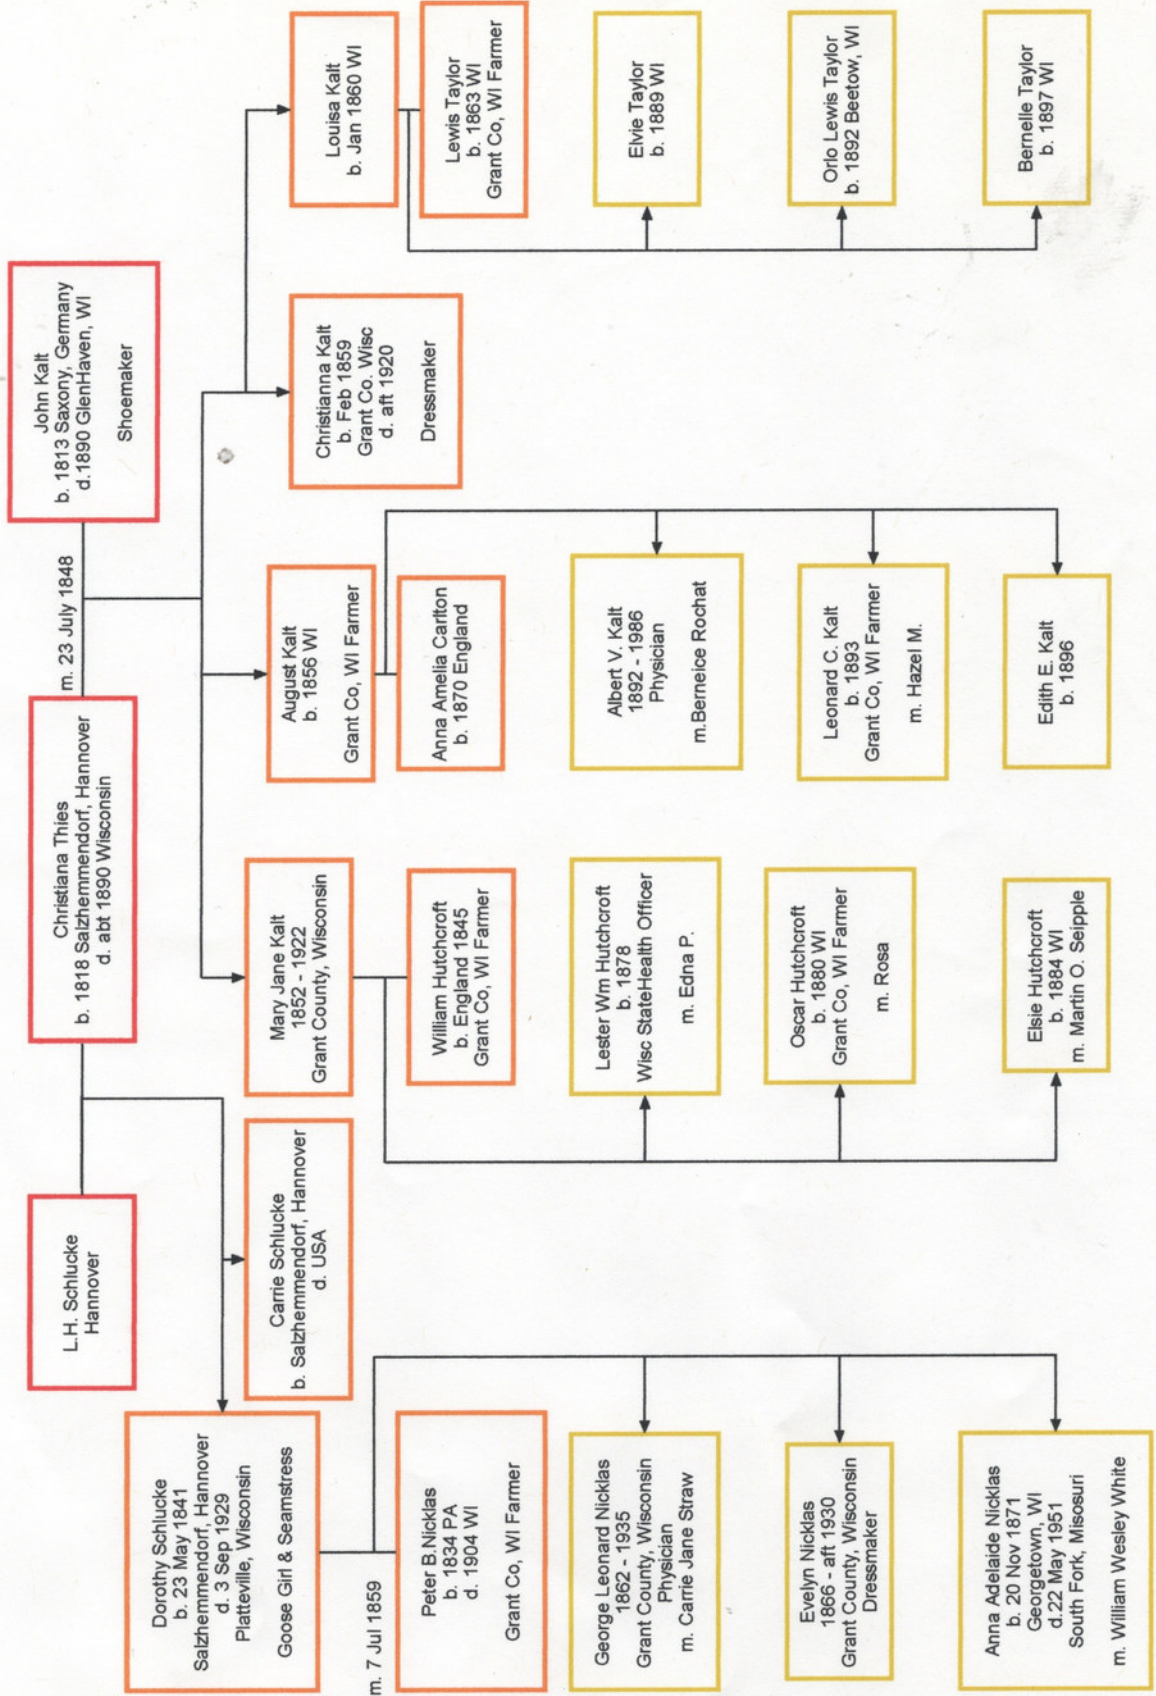 L.H. Schlucke
Hannover
Christiana Thies
b. 1818 Salzhemmendorf, Hannover
d. abt 1890 Wisconsin
m. 23 July 1848
John Kalt
b. 1813 Saxony, Germany
d.1890 GlenHaven, WI
Shoemaker
Dorothy Schlucke
b. 23 May 1841
Salzhemmendorf, Hannover
d. 3 Sep 1929
Platteville, Wisconsin
Goose Girl & Seamstress
Carrie Schlucke
b. Salzhemmendorf, Hannover
d. USA
Mary Jane Kalt
1852 - 1922
Grant County, Wisconsin
August Kalt
b. 1856 WI
Grant Co, WI Farmer
Christianna Kalt
b. Feb 1859
Grant Co. Wisc
d. aft 1920
Dressmaker
Louisa Kalt
b. Jan 1860 WI
m. 7 Jul 1859
Peter B.Nicklas
b. 1834 PA
d. 1904 WI
Grant Co, WI Farmer
William Hutchcroft
b. England 1845
Grant Co, WI Farmer
Anna Amelia Carlton
b. 1870 England
Lewis Taylor
b. 1863 WI
Grant Co, WI Farmer
George Leonard Nicklas
1862 - 1935
Grant County, Wisconsin
Physician
m. Carrie Jane Straw
Lester Wm Hutchcroft
b. 1878
Wisc StateHealth Officer
m. Edna P.
Albert V. Kalt
1892 - 1986
Physician
m.Berneice Rochat
Elvie Taylor
b. 1889 WI
Evelyn Nicklas
1866 - aft 1930
Grant County, Wisconsin
Dressmaker
Oscar Hutchcroft
b. 1880 WI
Grant Co, WI Farmer
m. Rosa
Leonard C. Kalt
b. 1893
Grant Co, WI Farmer
m. Hazel M.
Orlo Lewis Taylor
b. 1892 Beetow, WI
Anna Adelaide Nicklas
b. 20 Nov 1871
Georgetown, WI
d.22 May 1951
South Fork, Misosuri
m. William Wesley White
Elsie Hutchcroft
b. 1884 WI
m. Martin O. Seipple
Edith E. Kalt
b. 1896
Bernelle Taylor
b. 1897 WI